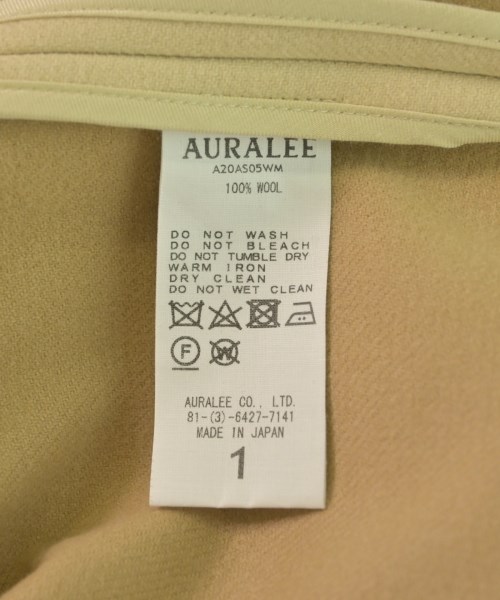 AURALEE
A20AS05WM
100% WOOL
DO NOT WASH
DO NOT BLEACH
DO NOT TUMBLE DRY
WARM IRON
DRY CLEAN
DO NOT WET CLEAN
F W
AURALEE CO., LTD.
81-(3)-6427-7141
MADE IN JAPAN
1